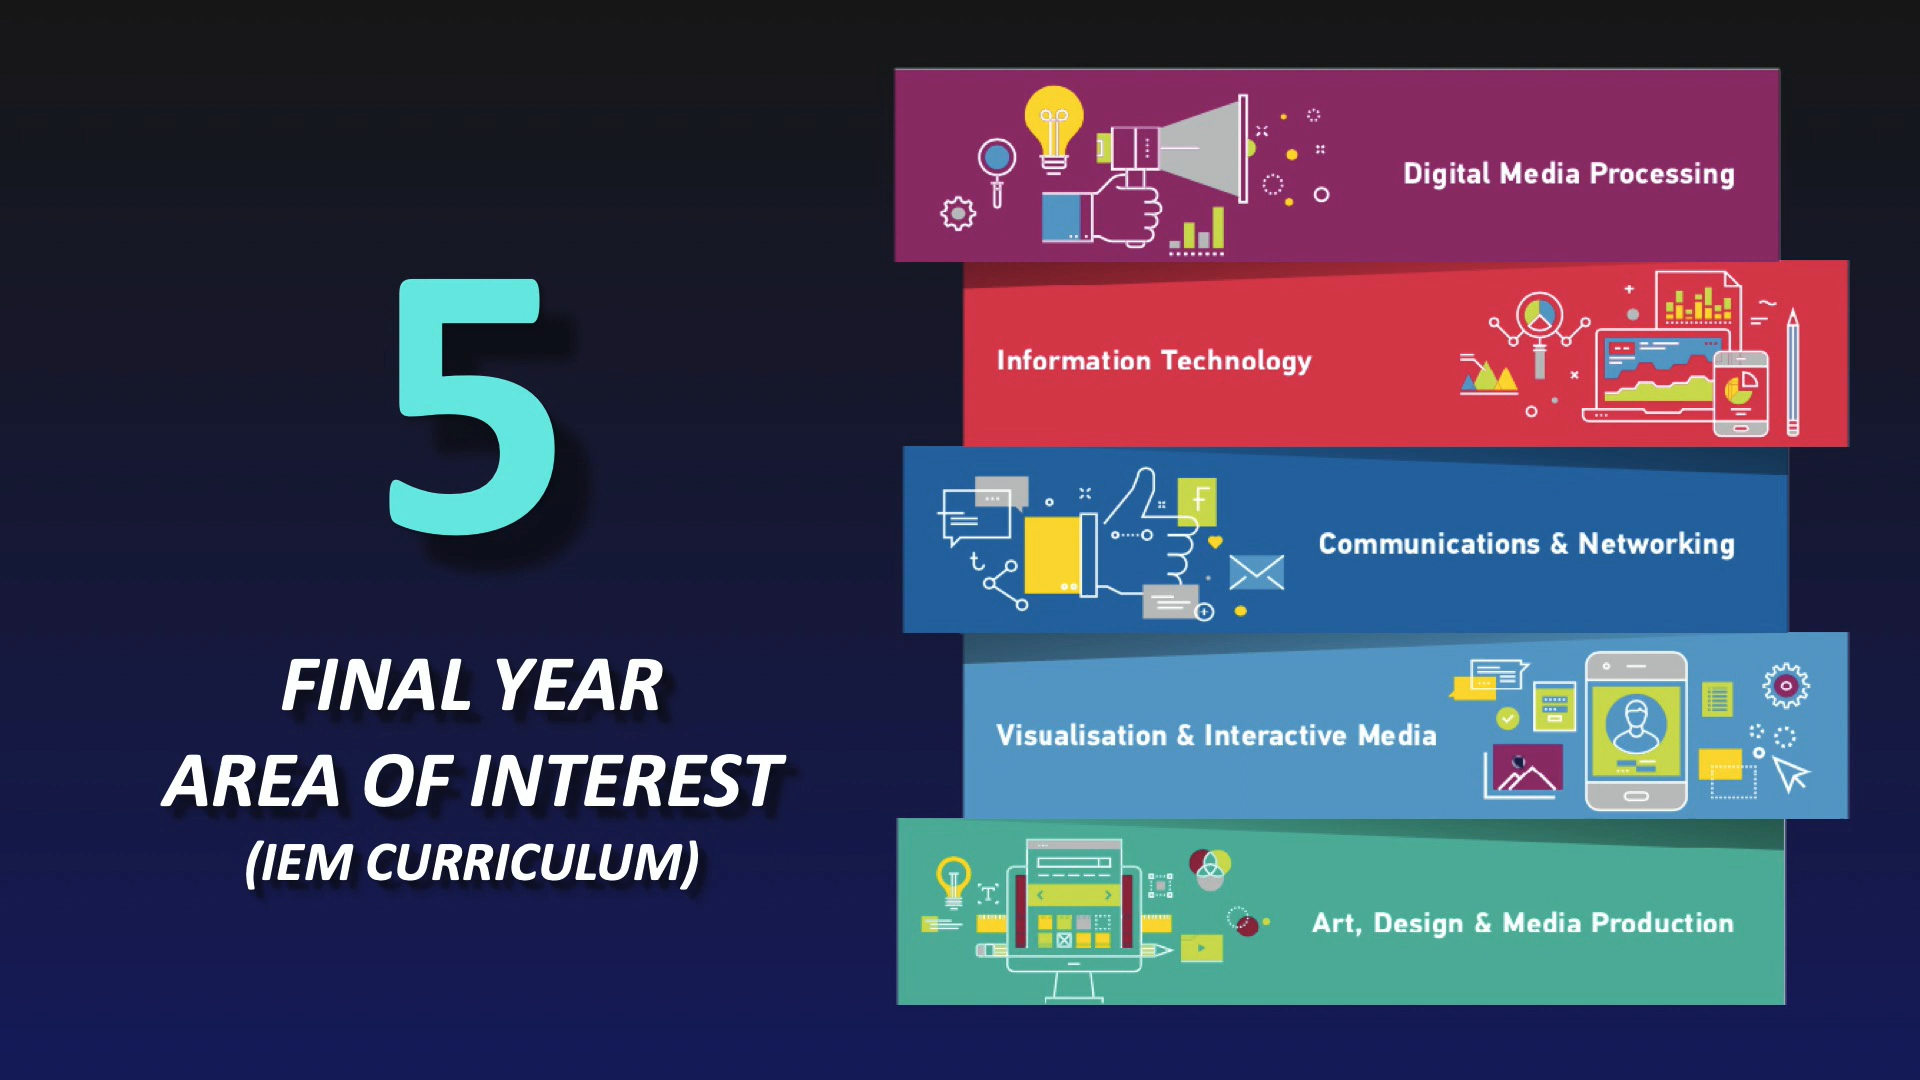 5
FINAL YEAR
AREA OF INTEREST
(IEM CURRICULUM)
Digital Media Processing
Information Technology
Communications & Networking
Visualisation & Interactive Media
Art, Design & Media Production